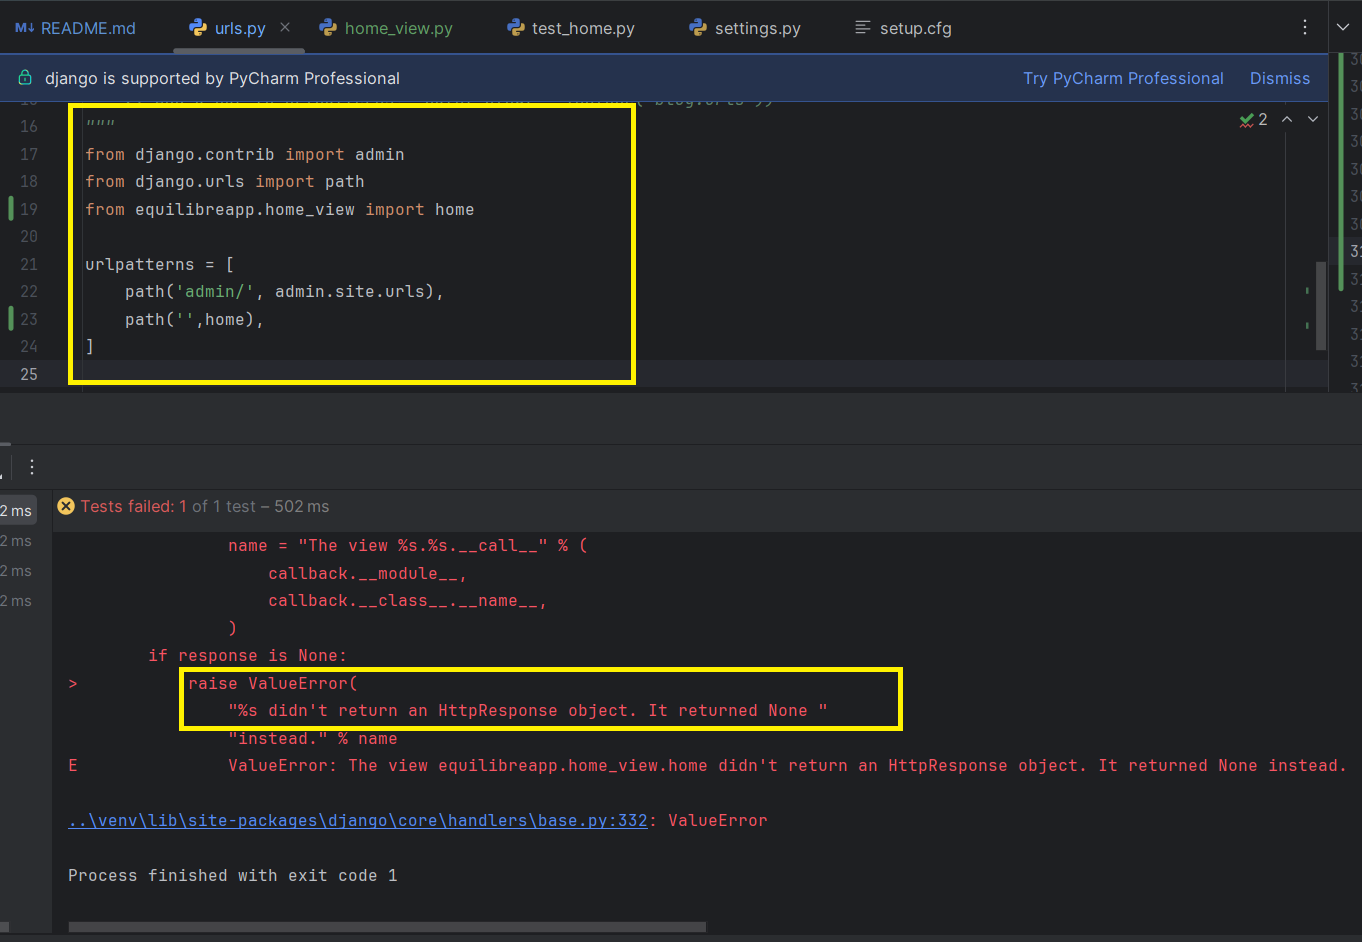 README.md
urls.py
home_view.py
test_home.py
settings.py
setup.cfg
django is supported by PyCharm Professional
Try PyCharm Professional
Dismiss
2
16 """
17 from django.contrib import admin
18 from django.urls import path
19 from equilibreapp.home_view import home
20
21 urlpatterns = [
22     path('admin/', admin.site.urls),
23     path('',home),
24 ]
25
Tests failed: 1 of 1 test – 502 ms
2 ms
2 ms
2 ms
2 ms
name = "The view %s.%s.__call__" % (
callback.__module__,
callback.__class__.__name__,
)
if response is None:
> raise ValueError(
"%s didn't return an HttpResponse object. It returned None "
"instead." % name
E ValueError: The view equilibreapp.home_view.home didn't return an HttpResponse object. It returned None instead.
..\venv\lib\site-packages\django\core\handlers\base.py:332: ValueError
Process finished with exit code 1